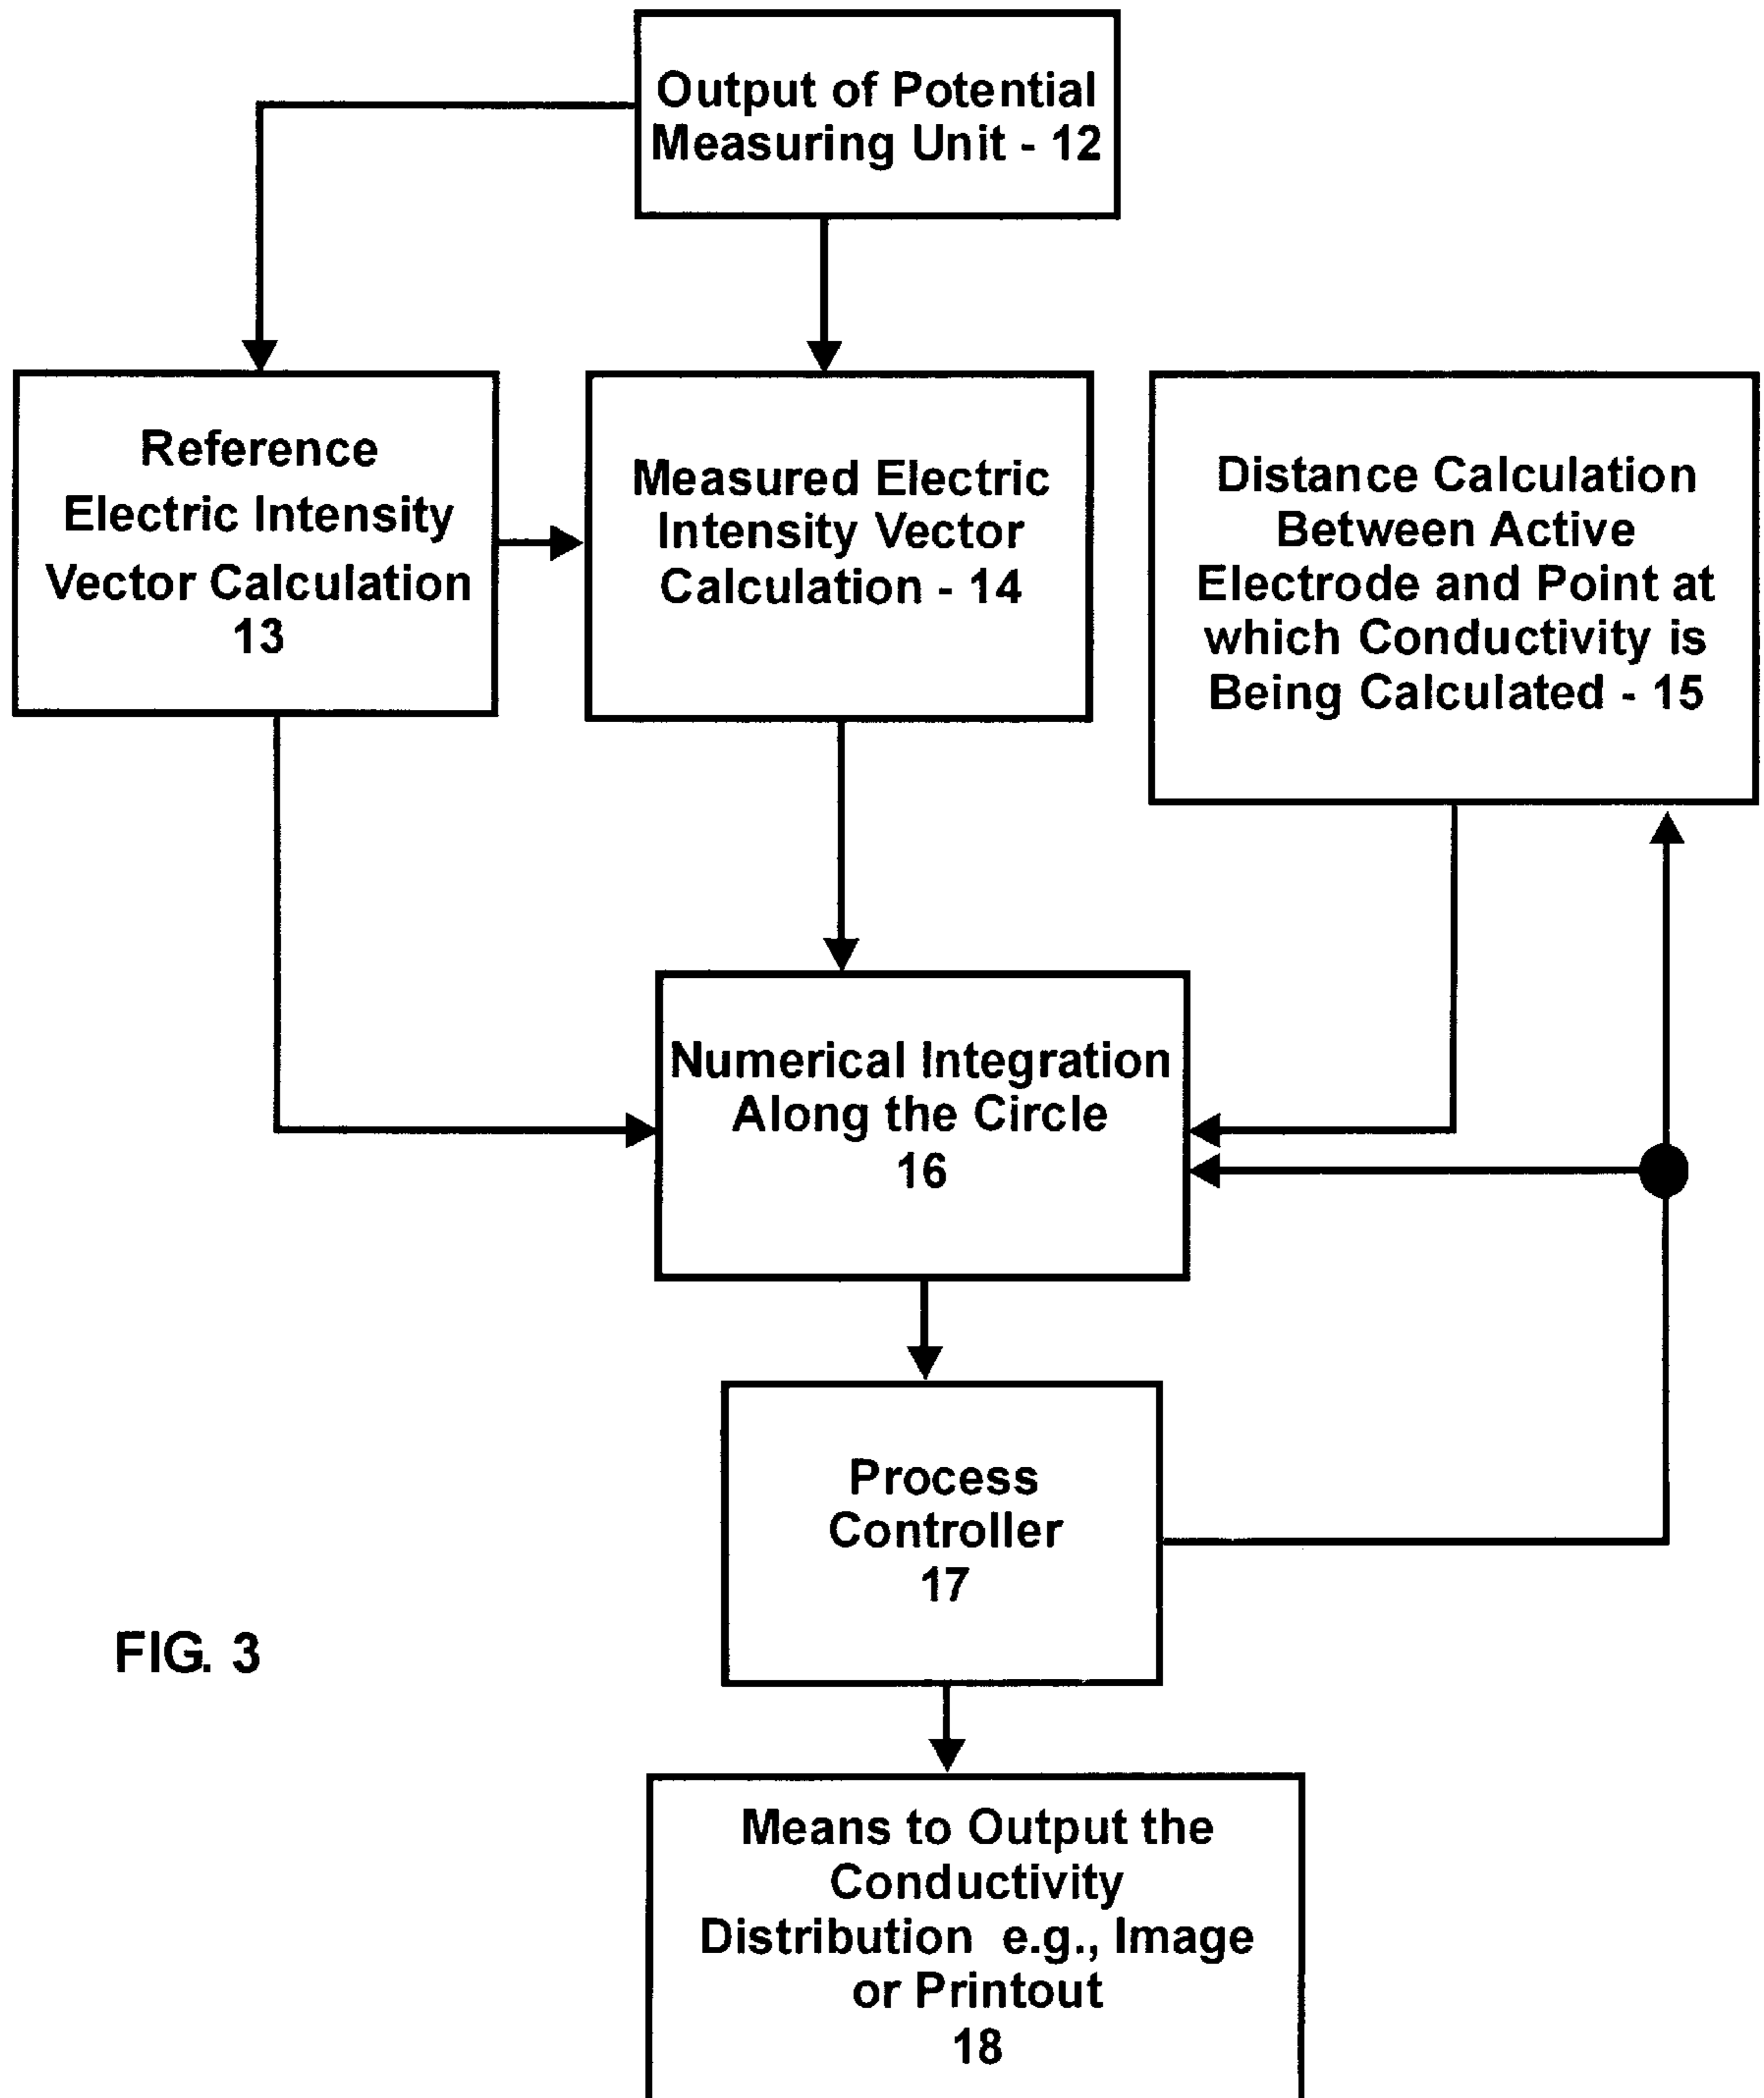 Output of Potential
Measuring Unit - 12
Reference
Electric Intensity
Vector Calculation
13
Measured Electric
Intensity Vector
Calculation - 14
Distance Calculation
Between Active
Electrode and Point at
which Conductivity is
Being Calculated - 15
Numerical Integration
Along the Circle
16
Process
Controller
17
FIG. 3
Means to Output the
Conductivity
Distribution e.g., Image
or Printout
18